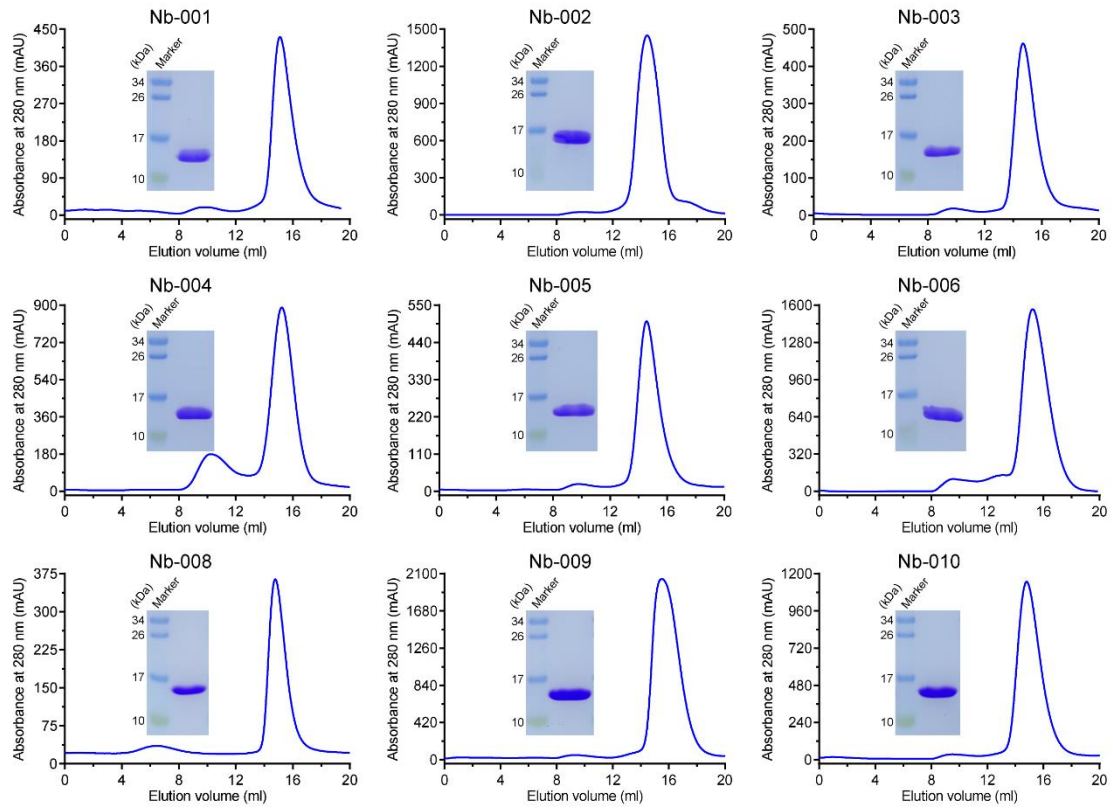 Nb-001
Absorbance at 280 nm (mAU)
450
360
270
180
90
0
(kDa)
Marker
34
26
17
10
0 4 8 12 16 20
Elution volume (ml)
Nb-002
Absorbance at 280 nm (mAU)
1500
1200
900
600
300
0
(kDa)
Marker
34
26
17
10
0 4 8 12 16 20
Elution volume (ml)
Nb-003
Absorbance at 280 nm (mAU)
500
400
300
200
100
0
(kDa)
Marker
34
26
17
10
0 4 8 12 16 20
Elution volume (ml)
Nb-004
Absorbance at 280 nm (mAU)
900
720
540
360
180
0
(kDa)
Marker
34
26
17
10
0 4 8 12 16 20
Elution volume (ml)
Nb-005
Absorbance at 280 nm (mAU)
550
440
330
220
110
0
(kDa)
Marker
34
26
17
10
0 4 8 12 16 20
Elution volume (ml)
Nb-006
Absorbance at 280 nm (mAU)
1600
1280
960
640
320
0
(kDa)
Marker
34
26
17
10
0 4 8 12 16 20
Elution volume (ml)
Nb-008
Absorbance at 280 nm (mAU)
375
300
225
150
75
0
(kDa)
Marker
34
26
17
10
0 4 8 12 16 20
Elution volume (ml)
Nb-009
Absorbance at 280 nm (mAU)
2100
1680
1260
840
420
0
(kDa)
Marker
34
26
17
10
0 4 8 12 16 20
Elution volume (ml)
Nb-010
Absorbance at 280 nm (mAU)
1200
960
720
480
240
0
(kDa)
Marker
34
26
17
10
0 4 8 12 16 20
Elution volume (ml)